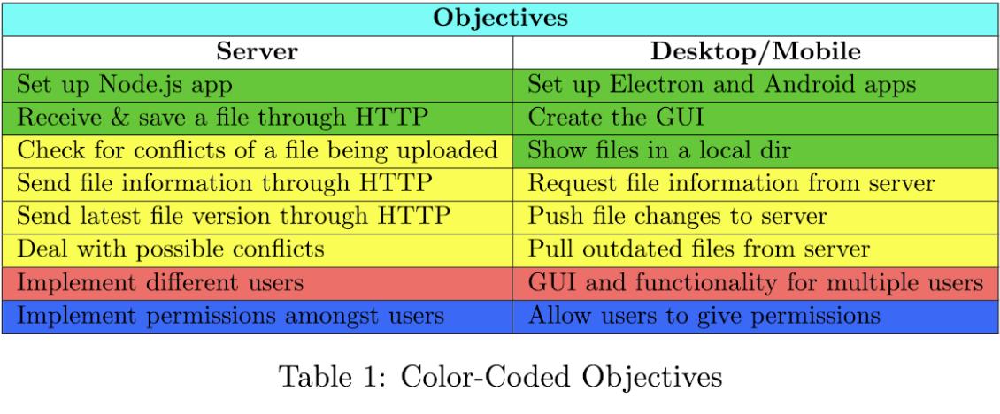 Objectives
Server Desktop/Mobile
Set up Node.js app Set up Electron and Android apps
Receive & save a file through HTTP Create the GUI
Check for conflicts of a file being uploaded Show files in a local dir
Send file information through HTTP Request file information from server
Send latest file version through HTTP Push file changes to server
Deal with possible conflicts Pull outdated files from server
Implement different users GUI and functionality for multiple users
Implement permissions amongst users Allow users to give permissions
Table 1: Color-Coded Objectives